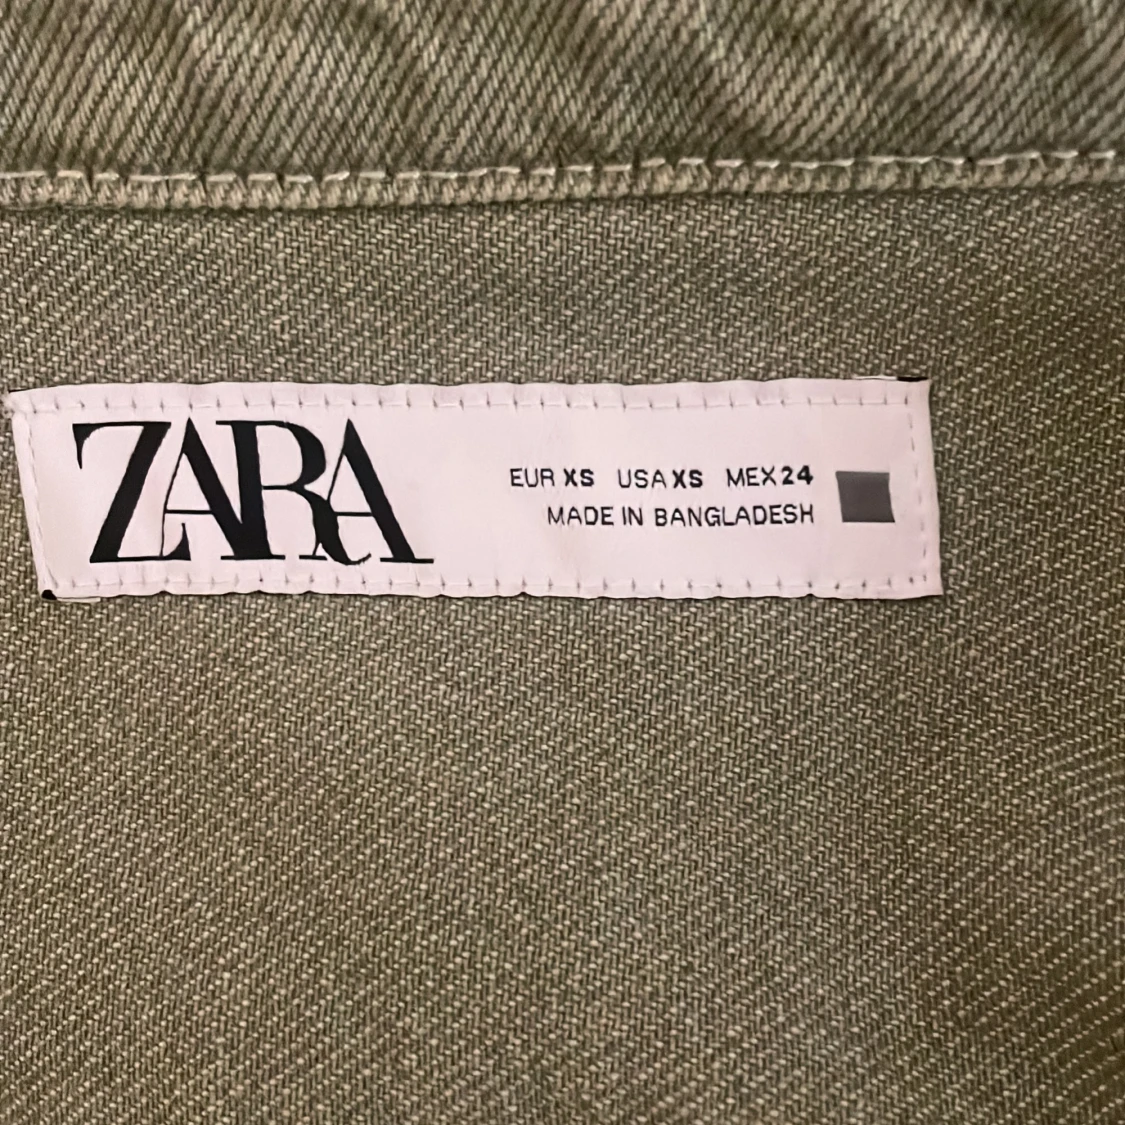 ZARA
EUR XS USA XS MEX 24
MADE IN BANGLADESH